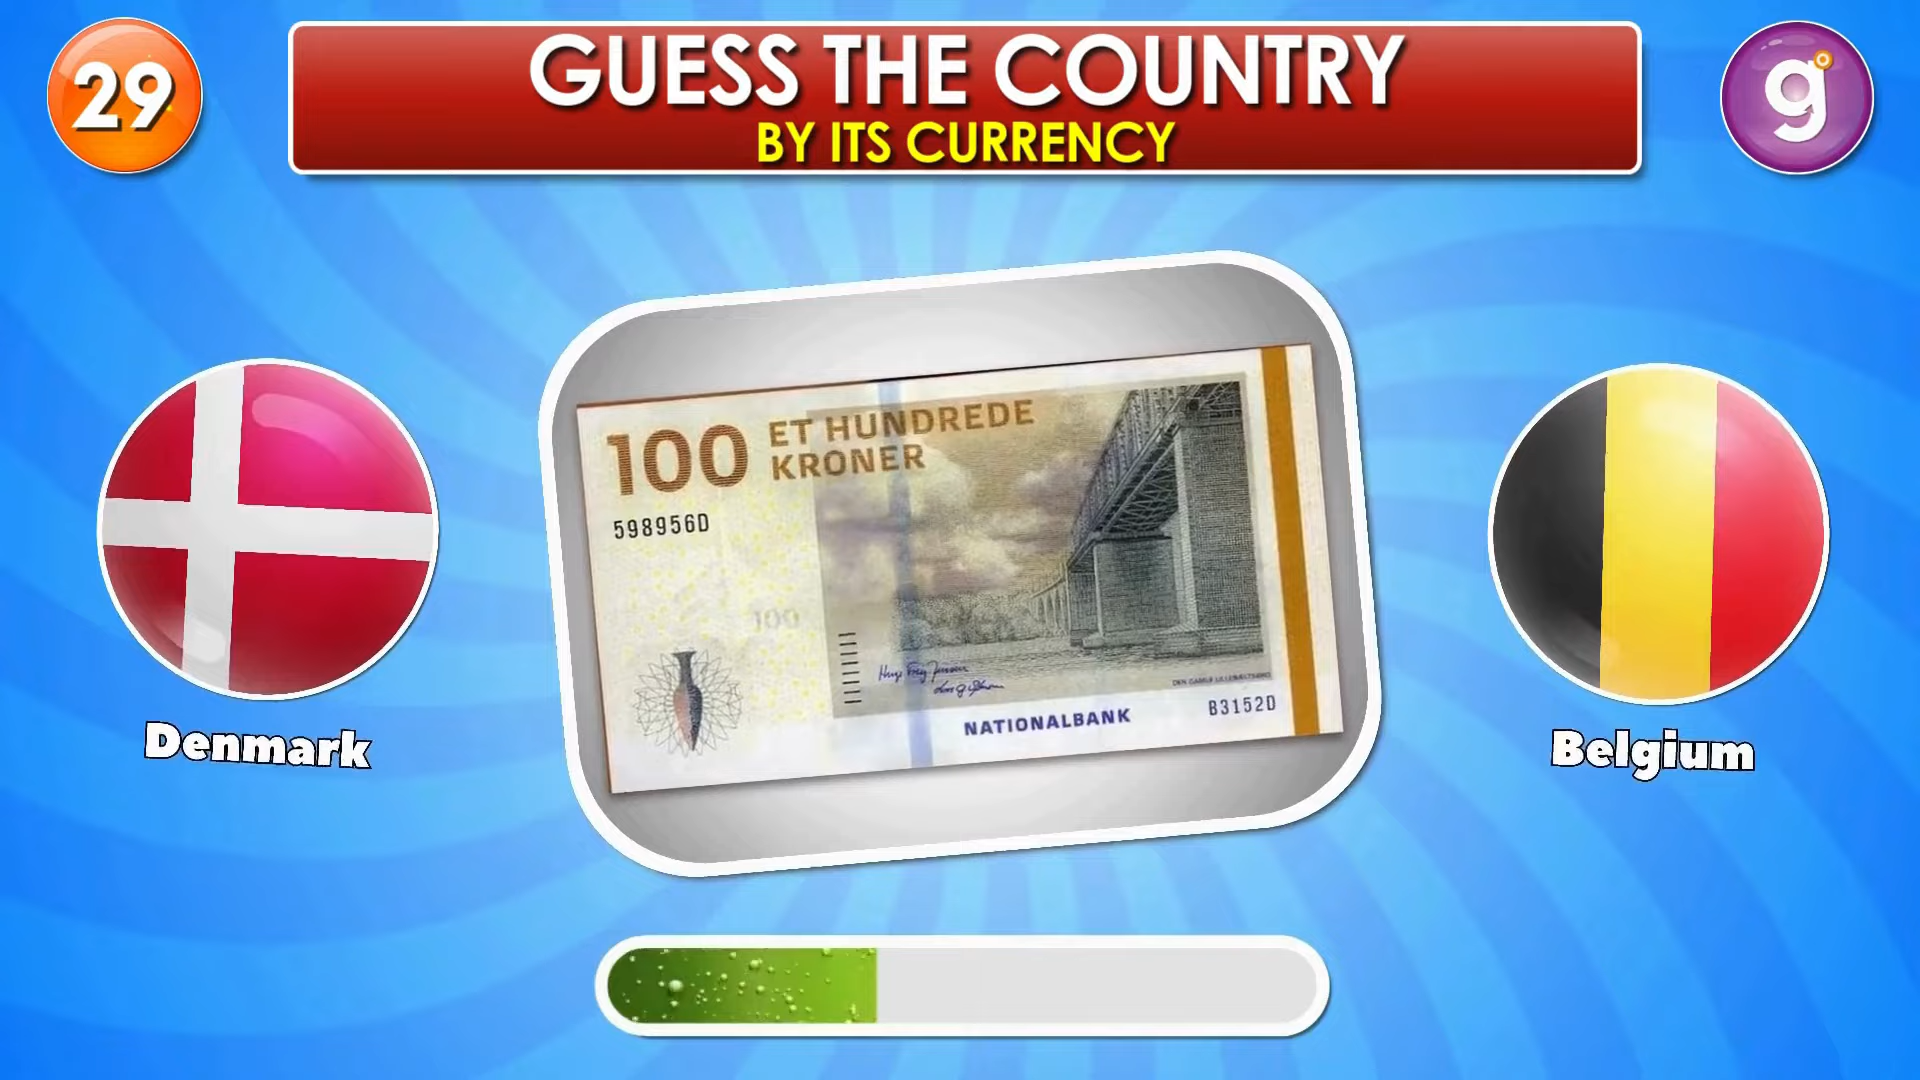 29
GUESS THE COUNTRY
BY ITS CURRENCY
g
100
ET HUNDREDE
KRONER
598956D
100
NATIONALBANK
B3152D
Denmark
Belgium